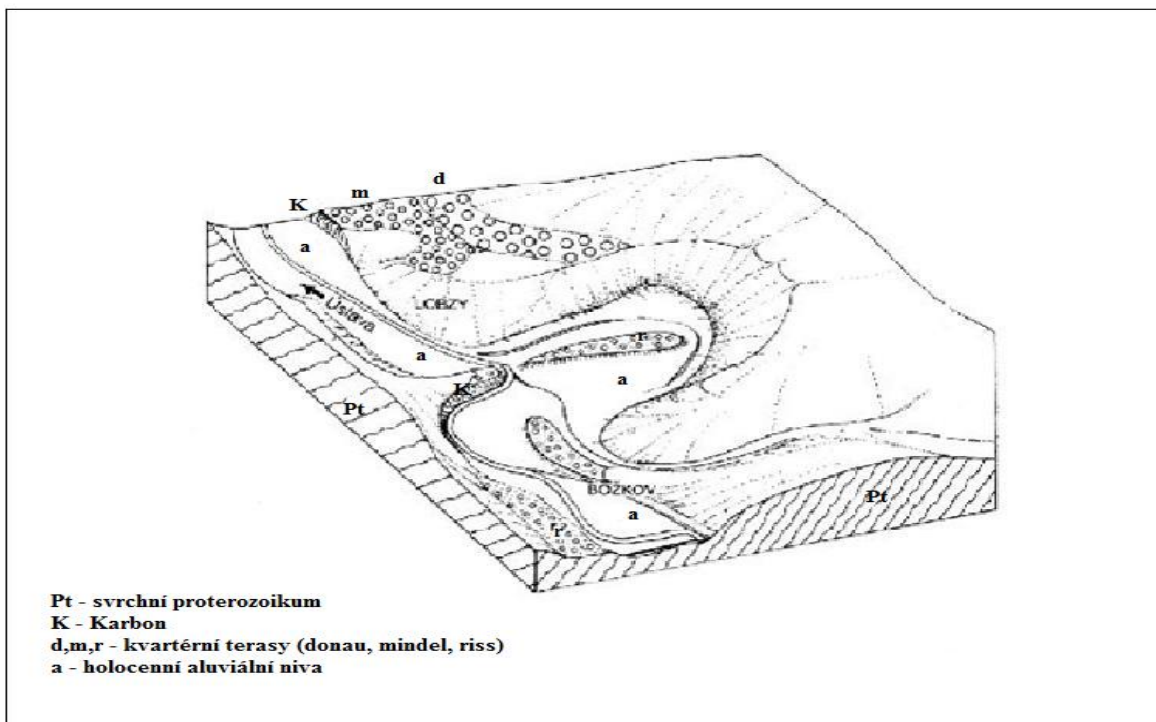 d
m
K
a
LOBZY
Úslava
r
a
a
K
Pt
BOŽKOV
Pt
a
r
Pt - svrchní proterozoikum
K - Karbon
d,m,r - kvartérní terasy (donau, mindel, riss)
a - holocenní aluviální niva